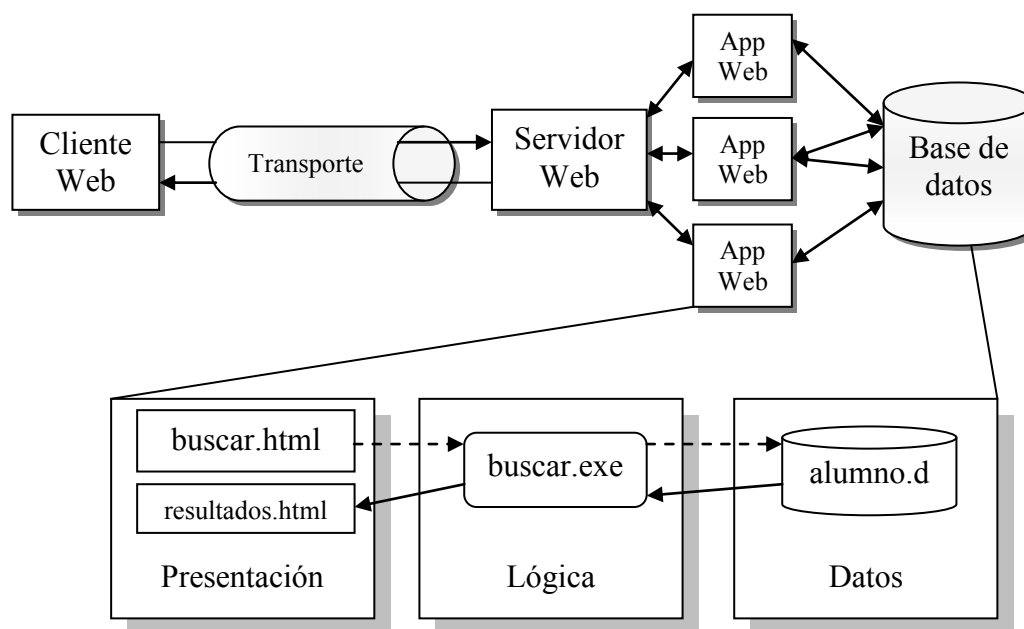 App
Web
Cliente
Web
Transporte
Servidor
Web
App
Web
Base de
datos
App
Web
buscar.html
resultados.html
Presentación
buscar.exe
Lógica
alumno.d
Datos